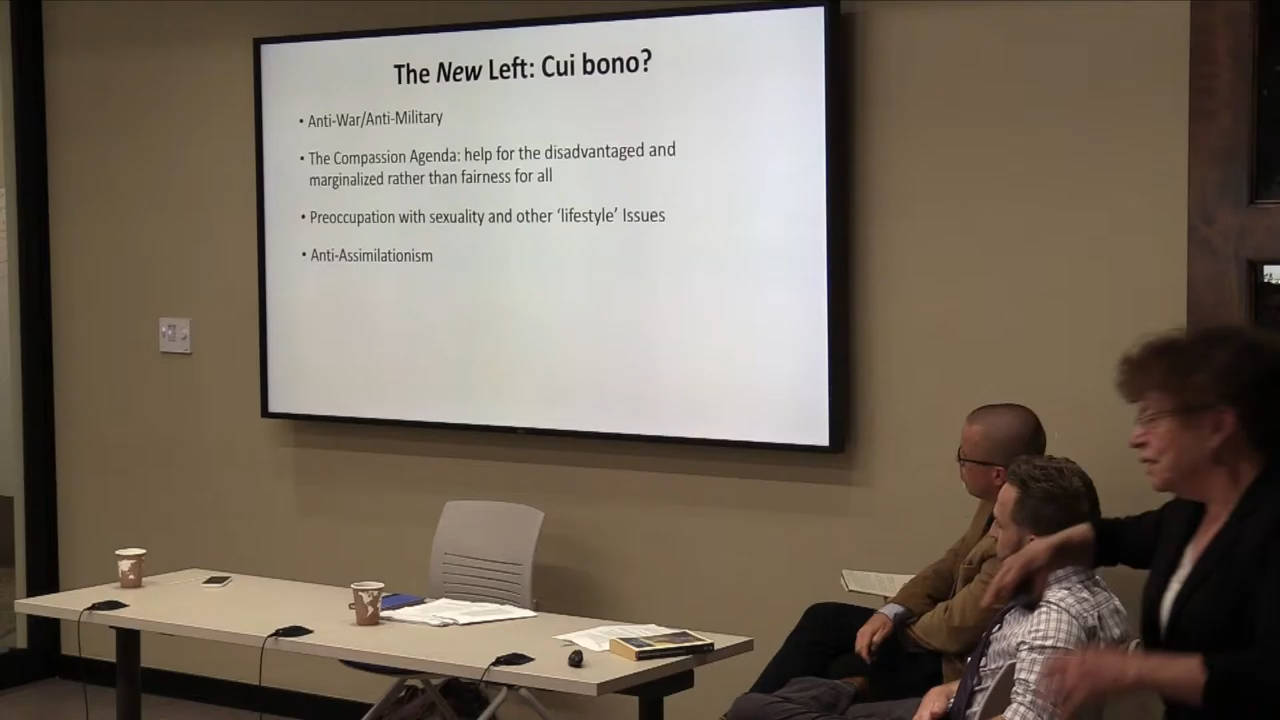 The New Left: Cui bono?
• Anti-War/Anti-Military
• The Compassion Agenda: help for the disadvantaged and
marginalized rather than fairness for all
• Preoccupation with sexuality and other ‘lifestyle’ Issues
• Anti-Assimilationism